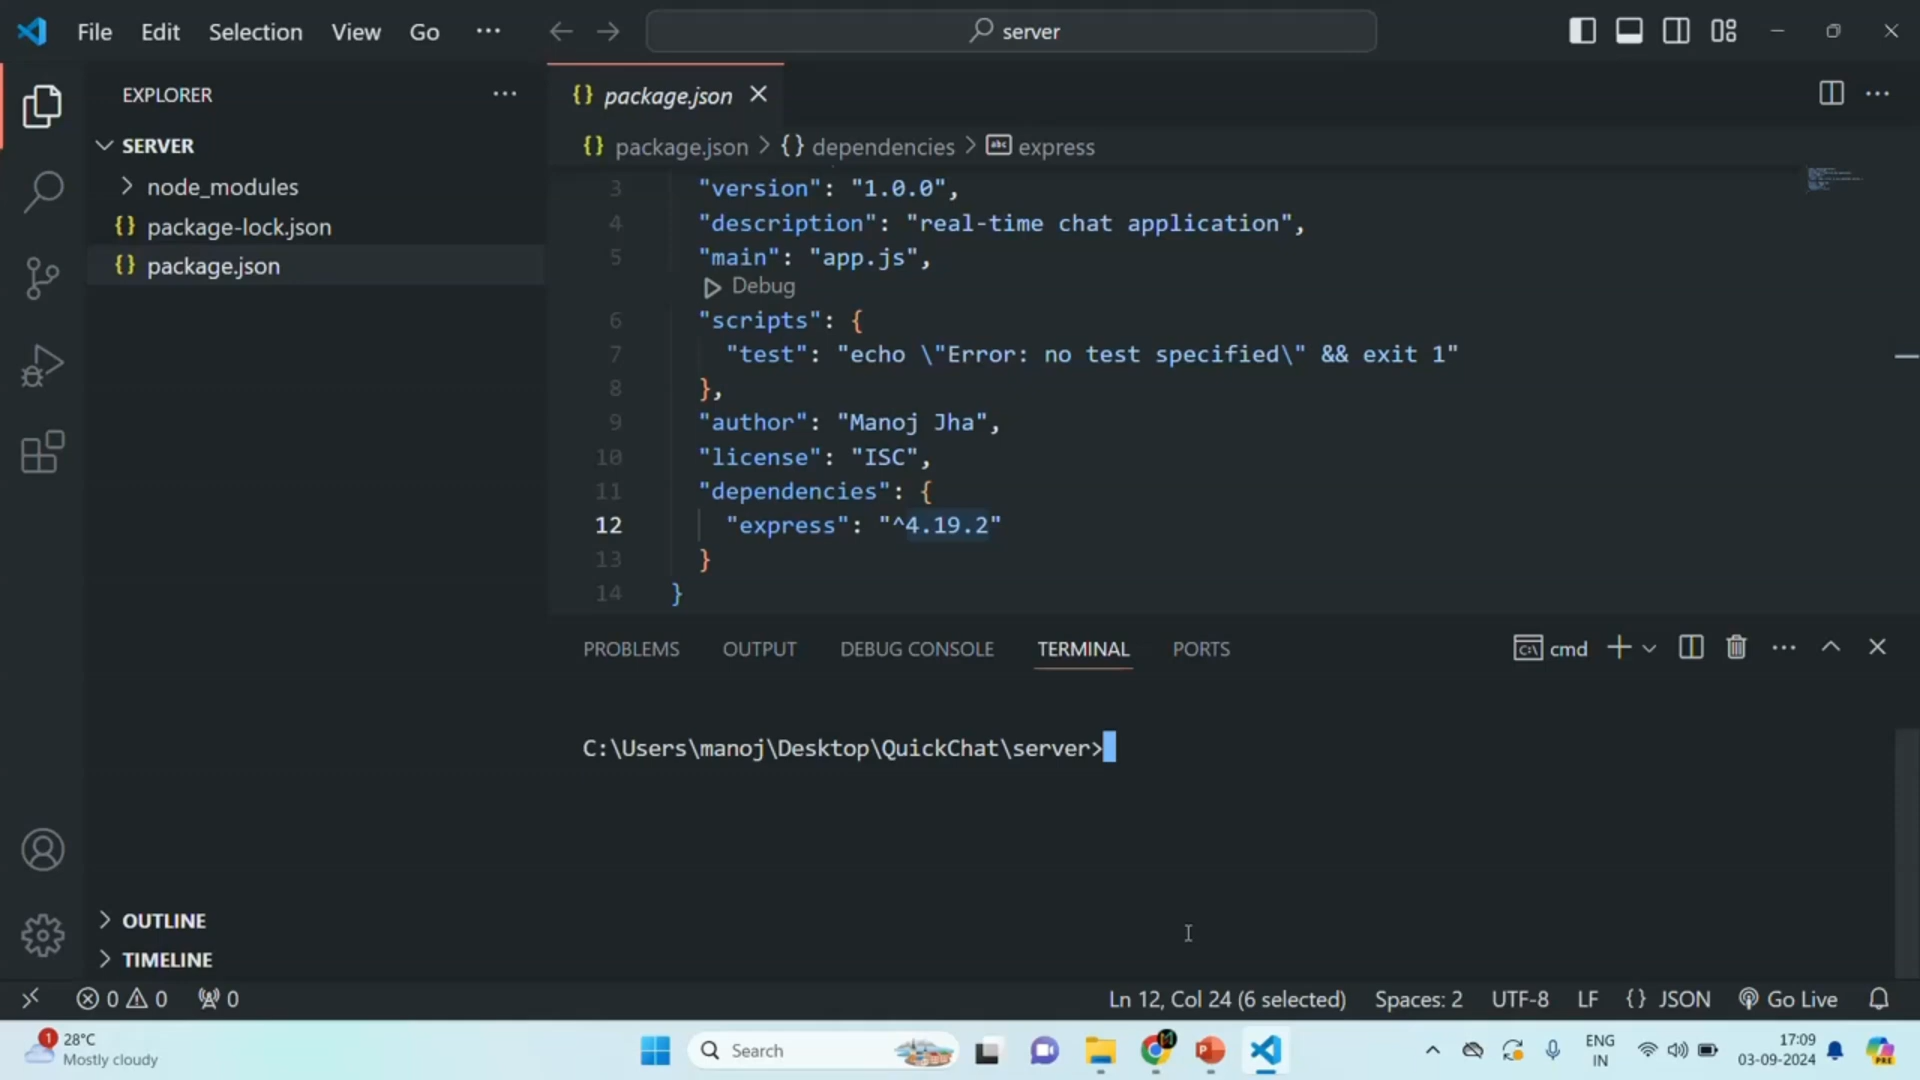 File Edit Selection View Go ···
server
EXPLORER ···
SERVER
node_modules
{} package-lock.json
{} package.json
OUTLINE
TIMELINE
{} package.json
{} package.json > {} dependencies > abc express
3 "version": "1.0.0",
4 "description": "real-time chat application",
5 "main": "app.js",
Debug
6 "scripts": {
7 "test": "echo \"Error: no test specified\" && exit 1"
8 },
9 "author": "Manoj Jha",
10 "license": "ISC",
11 "dependencies": {
12 "express": "^4.19.2"
13 }
14 }
PROBLEMS OUTPUT DEBUG CONSOLE TERMINAL PORTS
cmd
C:\Users\manoj\Desktop\QuickChat\server>
0 0 0
Ln 12, Col 24 (6 selected) Spaces: 2 UTF-8 LF {} JSON Go Live
1
28°C
Mostly cloudy
Search
ENG
IN
17:09
03-09-2024
PRE